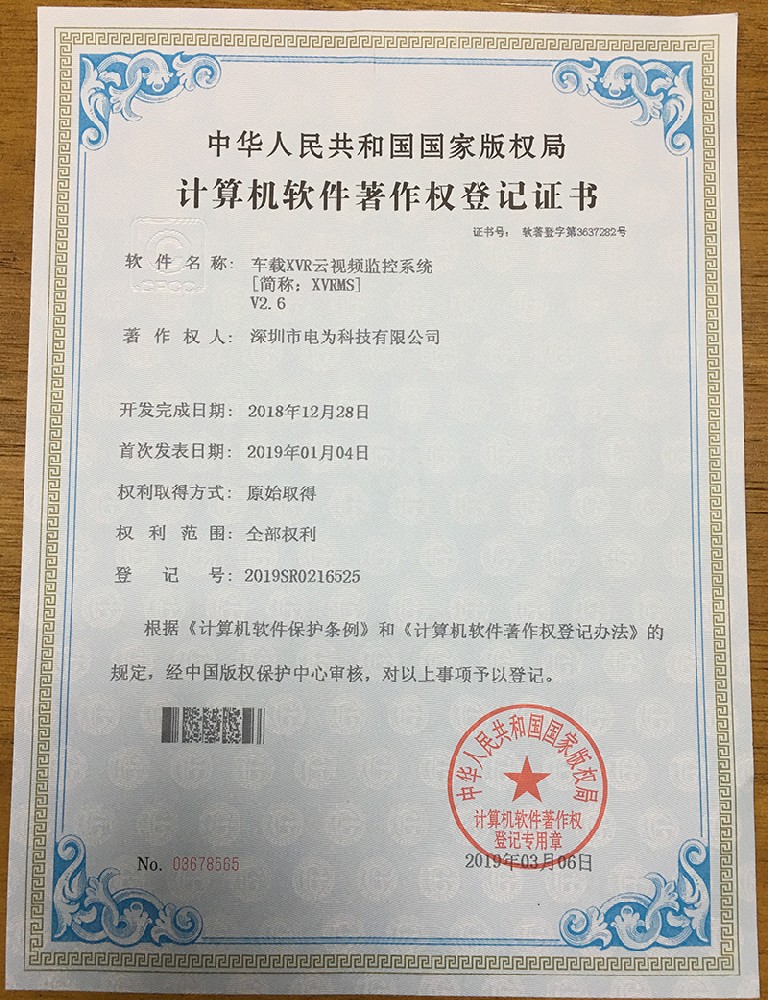 中华人民共和国国家版权局
计算机软件著作权登记证书
证书号： 软著登字第3637282号
CPCC
软件名称： 车载XVR云视频监控系统
[简称：XVRMS]
V2.6
著作权人： 深圳市电为科技有限公司
开发完成日期： 2018年12月28日
首次发表日期： 2019年01月04日
权利取得方式： 原始取得
权利范围： 全部权利
登记号： 2019SR0216525
根据《计算机软件保护条例》和《计算机软件著作权登记办法》的
规定，经中国版权保护中心审核，对以上事项予以登记。
中华人民共和国国家版权局
计算机软件著作权
登记专用章
No. 03678565
2019年03月06日